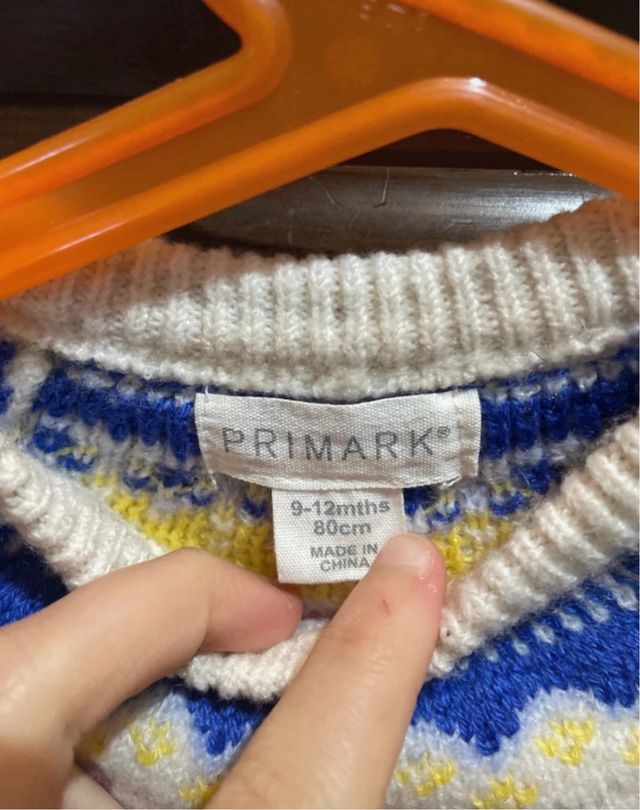 PRIMARK®
9-12mths
80cm
MADE IN
CHINA